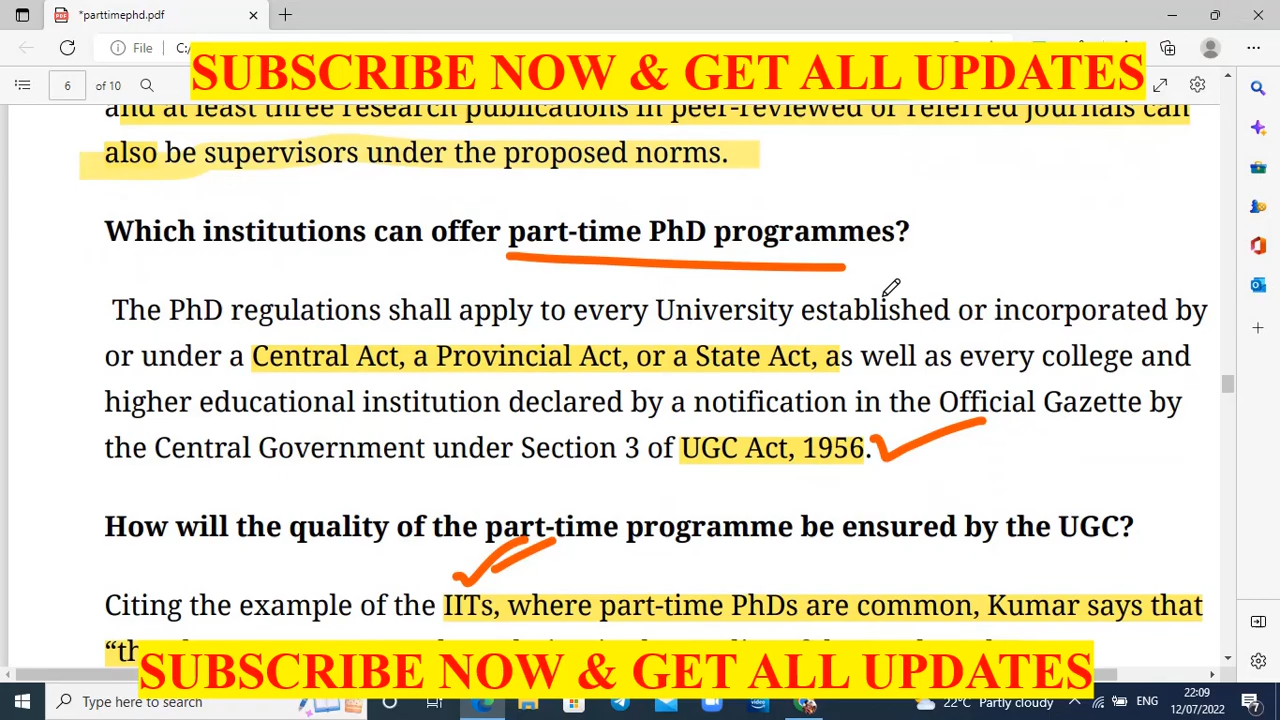 *parttimephd.pdf
File
C:/
SUBSCRIBE NOW & GET ALL UPDATES
6 of 10
and at least three research publications in peer-reviewed or referred journals can
also be supervisors under the proposed norms.
Which institutions can offer part-time PhD programmes?
The PhD regulations shall apply to every University established or incorporated by
or under a Central Act, a Provincial Act, or a State Act, as well as every college and
higher educational institution declared by a notification in the Official Gazette by
the Central Government under Section 3 of UGC Act, 1956.
How will the quality of the part-time programme be ensured by the UGC?
Citing the example of the IITs, where part-time PhDs are common, Kumar says that
SUBSCRIBE NOW & GET ALL UPDATES
Type here to search
22°C Partly cloudy
ENG
22:09
12/07/2022
7